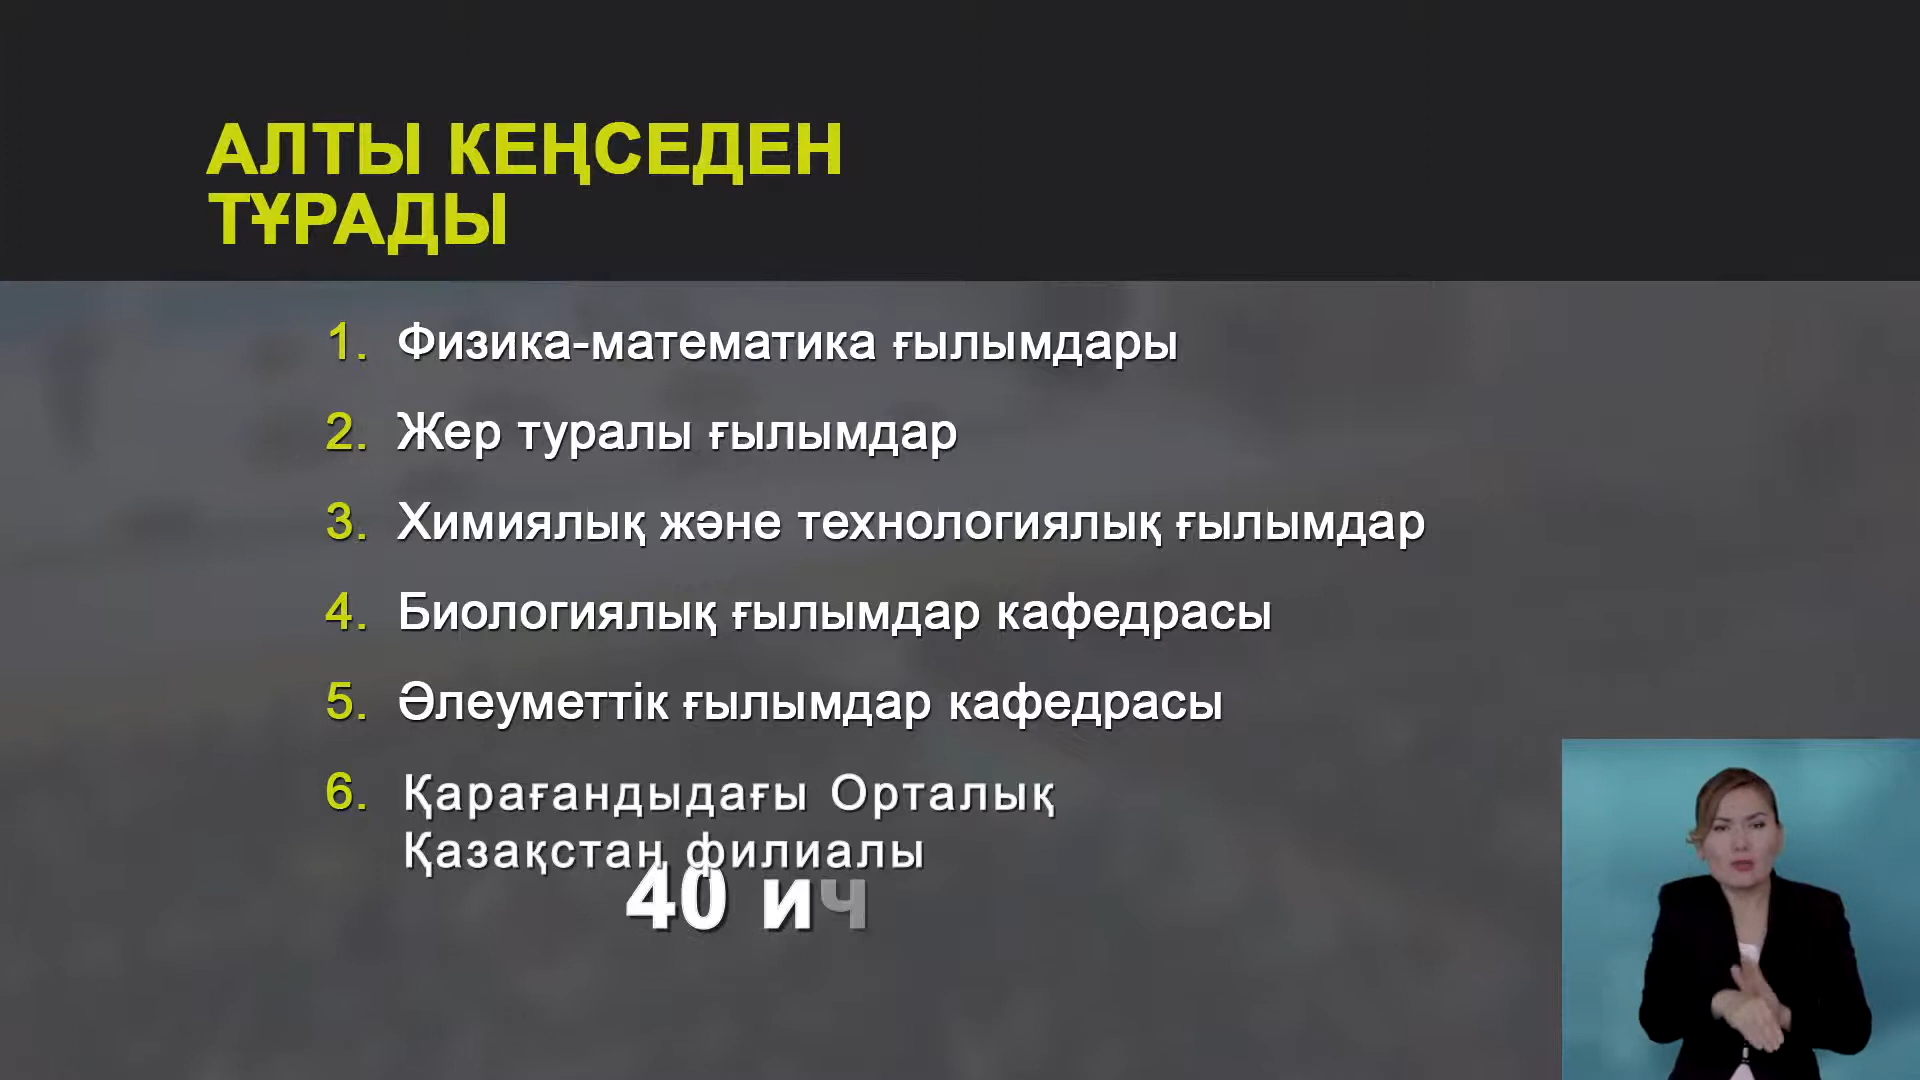 АЛТЫ КЕҢСЕДЕН
ТҰРАДЫ
1. Физика-математика ғылымдары
2. Жер туралы ғылымдар
3. Химиялық және технологиялық ғылымдар
4. Биологиялық ғылымдар кафедрасы
5. Әлеуметтік ғылымдар кафедрасы
6. Қарағандыдағы Орталық
Қазақстан филиалы
40 ич